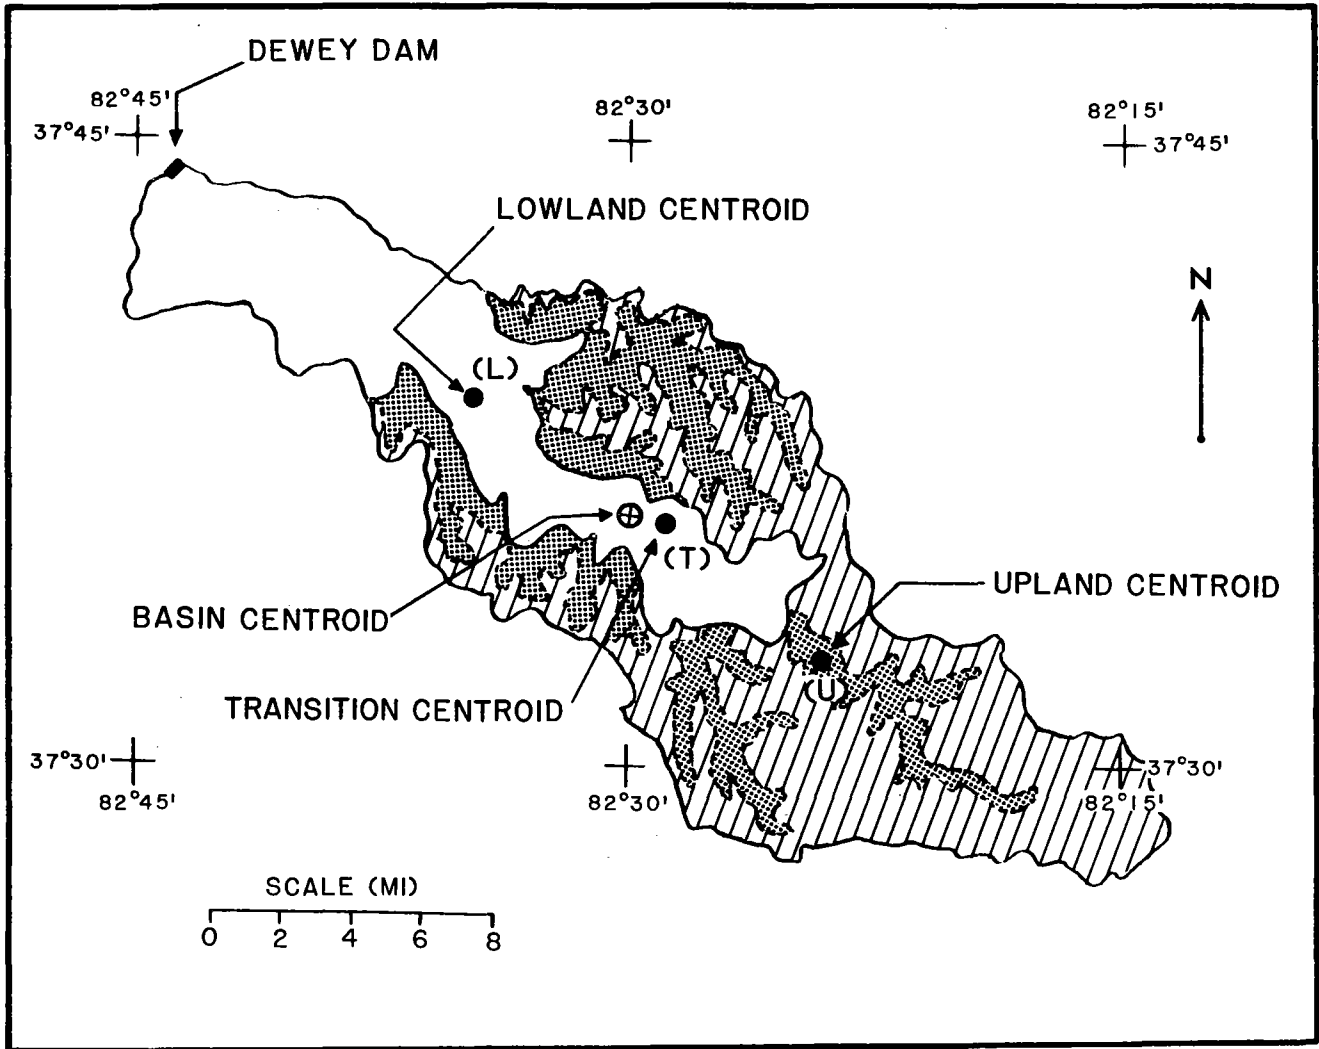 DEWEY DAM
82°45'
82°30'
82°15'
37°45'
37°45'
LOWLAND CENTROID
N
(L)
(T)
UPLAND CENTROID
BASIN CENTROID
(U)
TRANSITION CENTROID
37°30'
37°30'
82°45'
82°30'
82°15'
SCALE (MI)
0 2 4 6 8